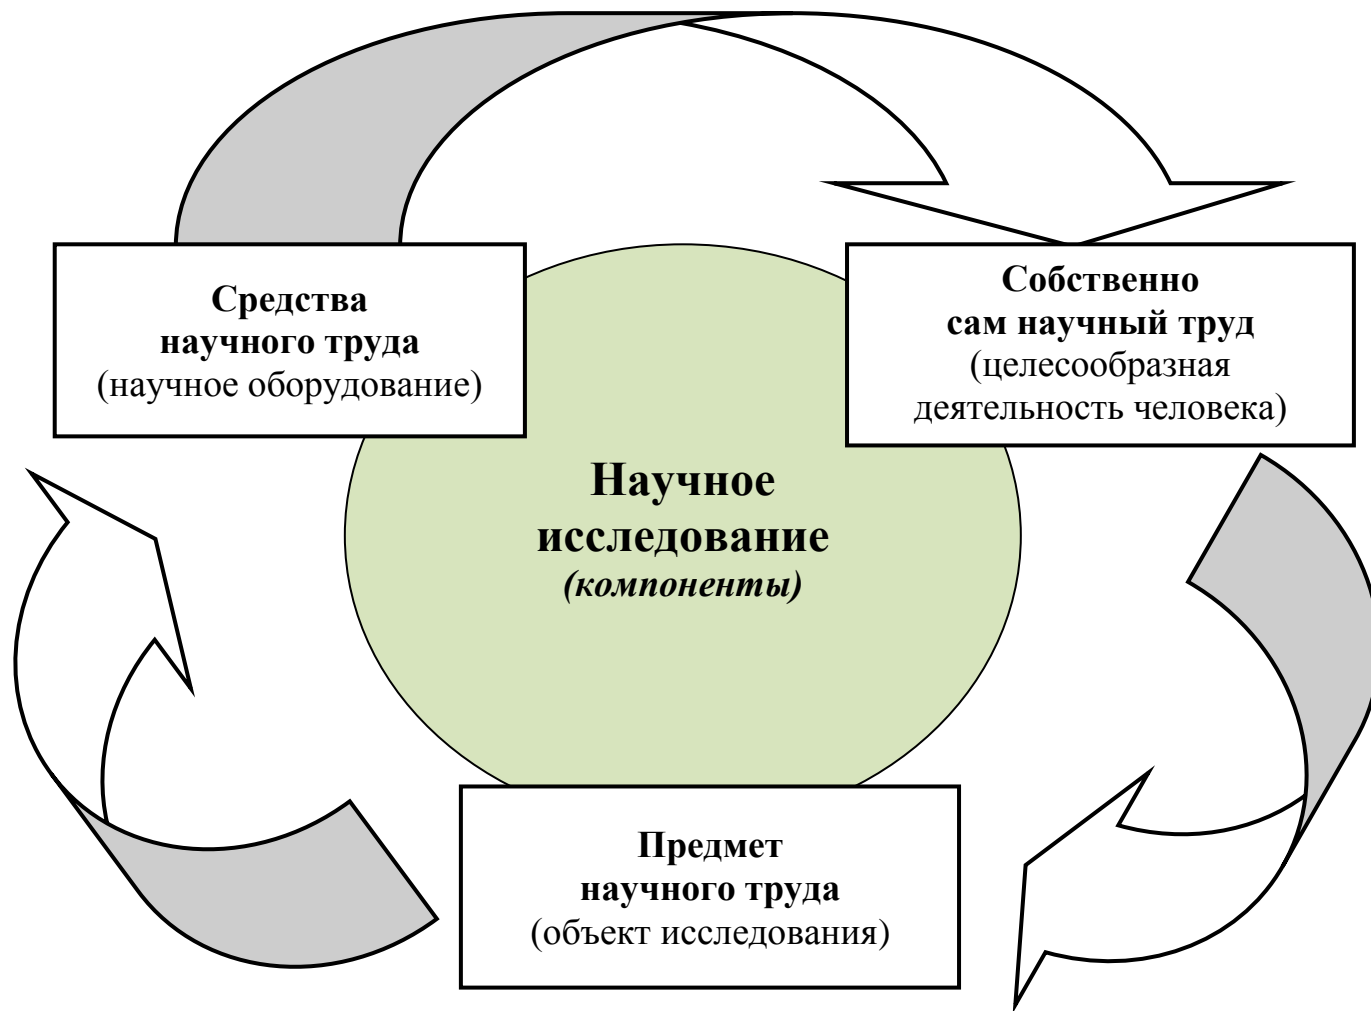 Средства
научного труда
(научное оборудование)
Собственно
сам научный труд
(целесообразная
деятельность человека)
Научное
исследование
(компоненты)
Предмет
научного труда
(объект исследования)